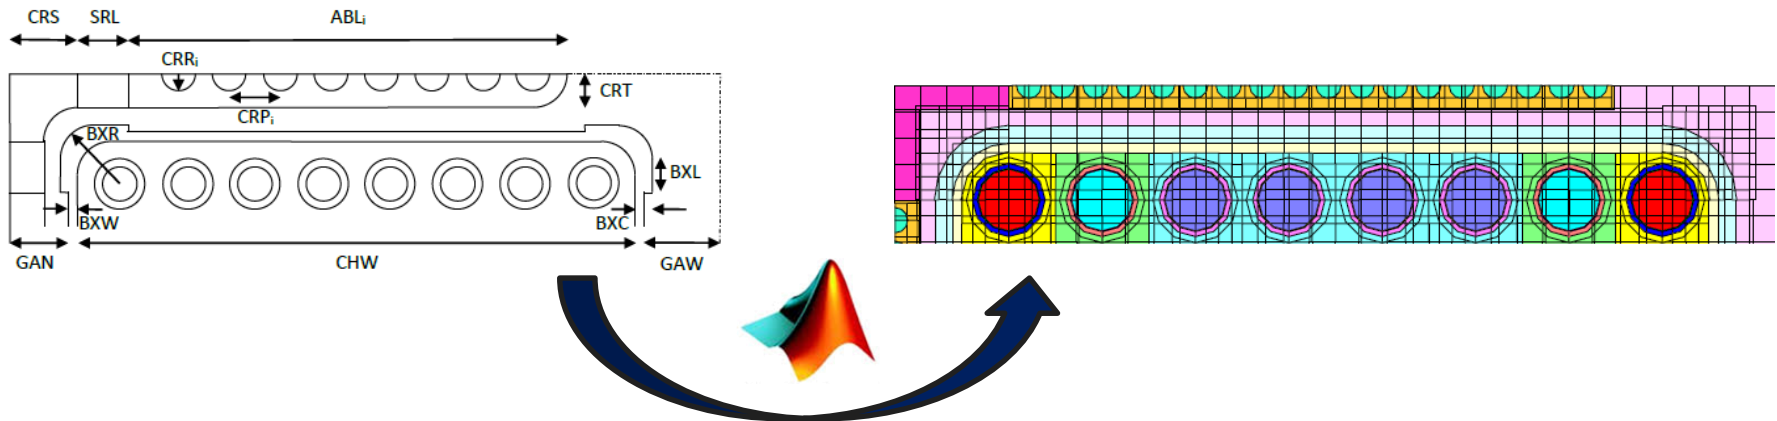 CRS SRL ABLi
CRRi
CRT
CRPi
BXR
BXL
BXW BXC
GAN CHW GAW